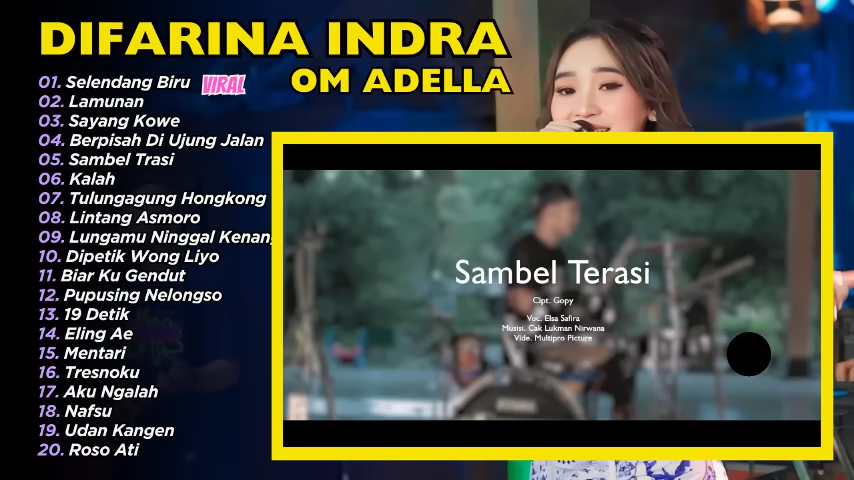 DIFARINA INDRA
OM ADELLA
01. Selendang Biru VIRAL
02. Lamunan
03. Sayang Kowe
04. Berpisah Di Ujung Jalan
05. Sambel Trasi
06. Kalah
07. Tulungagung Hongkong
08. Lintang Asmoro
09. Lungamu Ninggal
10. Dipetik Wong Liyo
11. Biar Ku Gendut
12. Pupusing Nelongso
13. 19 Detik
14. Eling Ae
15. Mentari
16. Tresnoku
17. Aku Ngalah
18. Nafsu
19. Udan Kangen
20. Roso Ati
Sambel Terasi
Cipt. Gopy
Voc. Elsa Safira
Musisi. Cak Lukman Nirwana
Vide. Multipro Picture